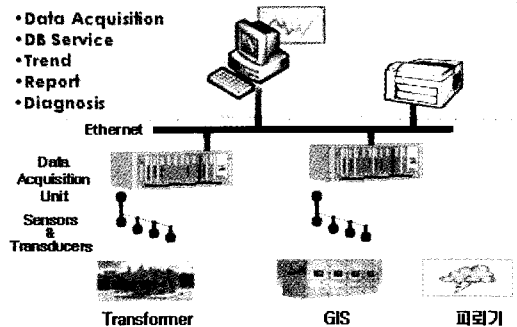 •Data Acquisition
•DB Service
•Trend
•Report
•Diagnosis
Ethernet
Data
Acquisition
Unit
Sensors
&
Transducers
Transformer
GIS
피뢰기